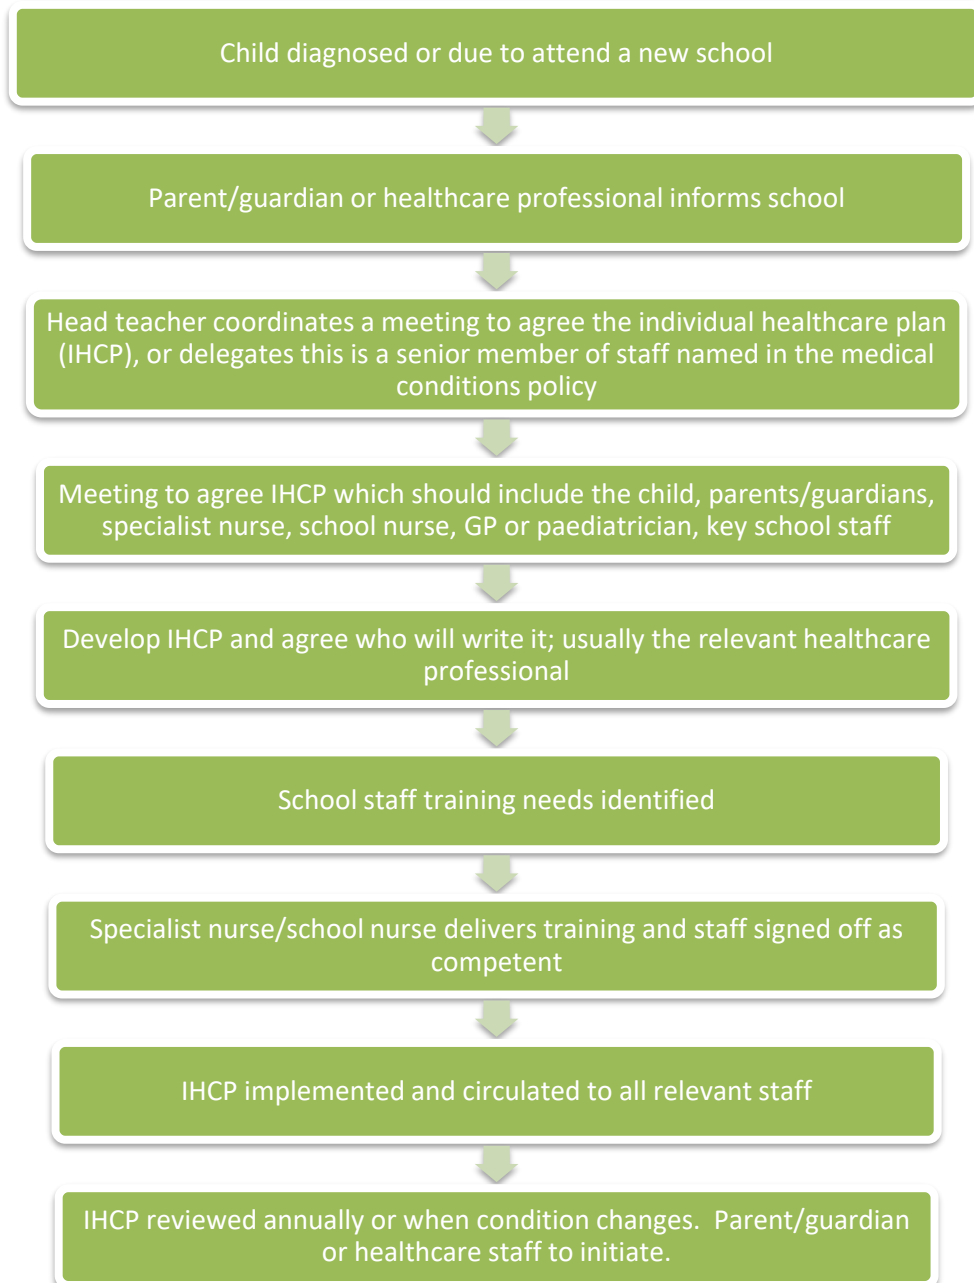 Child diagnosed or due to attend a new school
Parent/guardian or healthcare professional informs school
Head teacher coordinates a meeting to agree the individual healthcare plan
(IHCP), or delegates this is a senior member of staff named in the medical
conditions policy
Meeting to agree IHCP which should include the child, parents/guardians,
specialist nurse, school nurse, GP or paediatrician, key school staff
Develop IHCP and agree who will write it; usually the relevant healthcare
professional
School staff training needs identified
Specialist nurse/school nurse delivers training and staff signed off as
competent
IHCP implemented and circulated to all relevant staff
IHCP reviewed annually or when condition changes.  Parent/guardian
or healthcare staff to initiate.